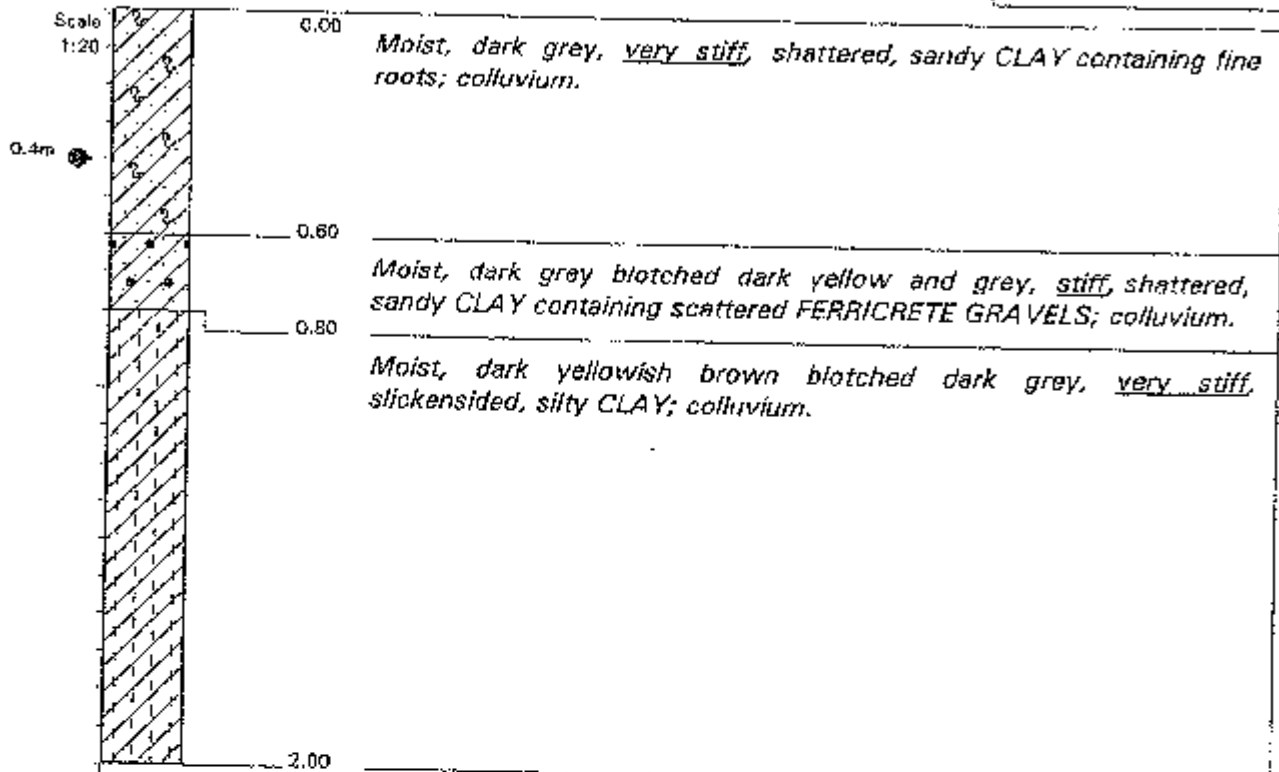 Scale
1:20
0.00
Moist, dark grey, very stiff, shattered, sandy CLAY containing fine
roots; colluvium.
0.4m
0.60
Moist, dark grey blotched dark yellow and grey, stiff, shattered,
sandy CLAY containing scattered FERRICRETE GRAVELS; colluvium.
0.80
Moist, dark yellowish brown blotched dark grey, very stiff,
slickensided, silty CLAY; colluvium.
2.00